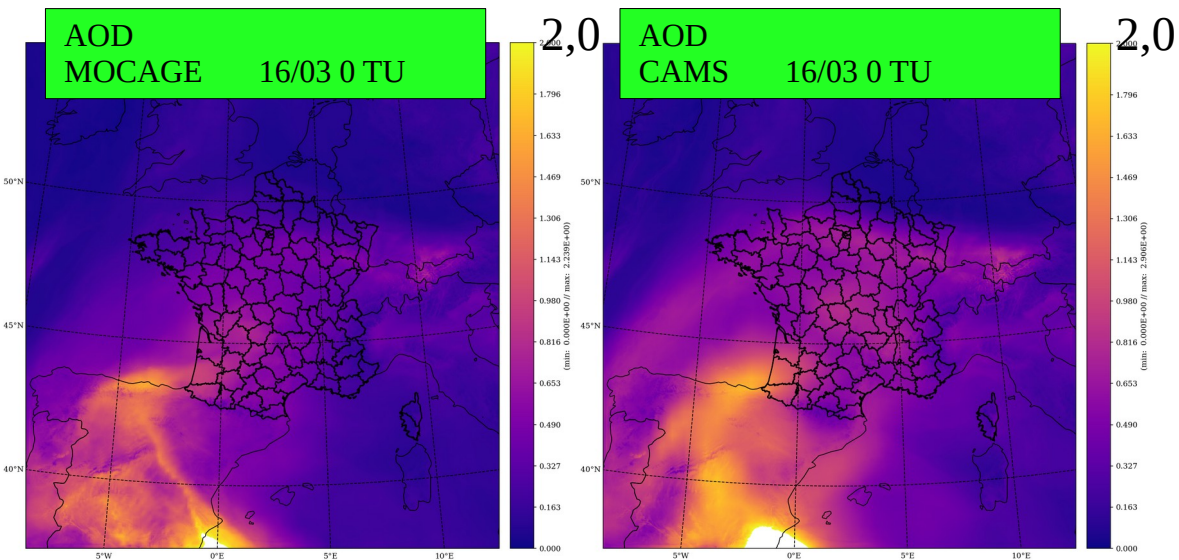 AOD
MOCAGE 16/03 0 TU
2,0
AOD
CAMS 16/03 0 TU
2,0
2.000
1.796
1.633
1.469
1.306
1.143
0.980
0.816
0.653
0.490
0.327
0.163
0.000
(min: 0.000E+00 // max: 2.239E+00)
50°N
45°N
40°N
5°W
0°E
5°E
10°E
1.796
1.633
1.469
1.306
1.143
0.980
0.816
0.653
0.490
0.327
0.163
0.000
(min: 0.000E+00 // max: 2.906E+00)
50°N
45°N
40°N
5°W
0°E
5°E
10°E